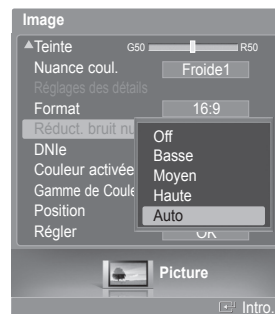 Image
▲Teinte G50 R50
Nuance coul. Froide1
Réglages des détails
Format 16:9
Réduct. bruit nu
DNIe
Couleur activée
Gamme de Coule
Position
Régler OK
Off
Basse
Moyen
Haute
Auto
Picture
Intro.